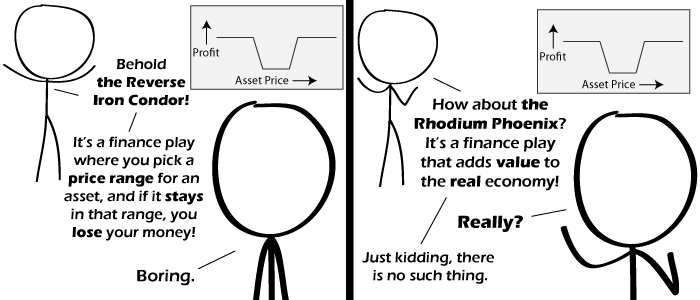 Profit
Asset Price
Behold
the Reverse
Iron Condor!
It's a finance play
where you pick a
price range for an
asset, and if it stays
in that range, you
lose your money!
Boring.
Profit
Asset Price
How about the
Rhodium Phoenix?
It's a finance play
that adds value to
the real economy!
Really?
Just kidding, there
is no such thing.